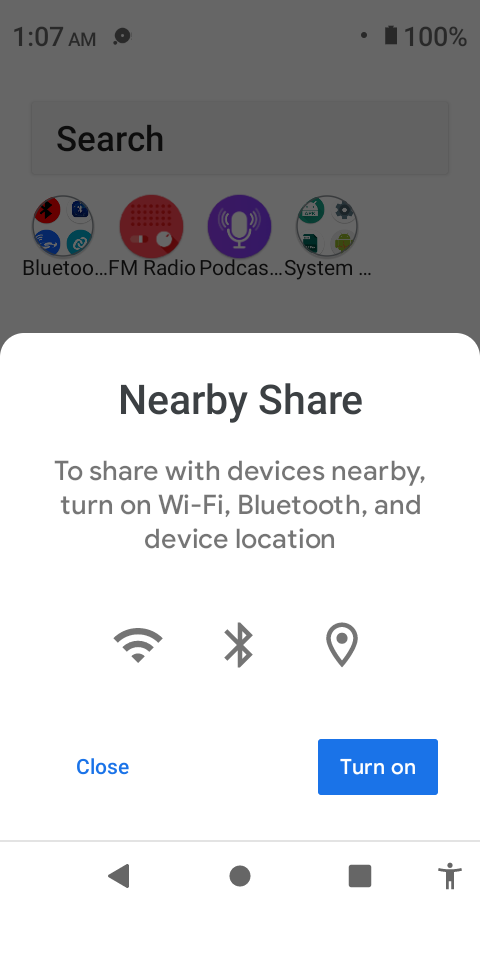 1:07 AM 100%
Search
Bluetoo... FM Radio Podcas... System ...
Nearby Share
To share with devices nearby,
turn on Wi-Fi, Bluetooth, and
device location
Close Turn on